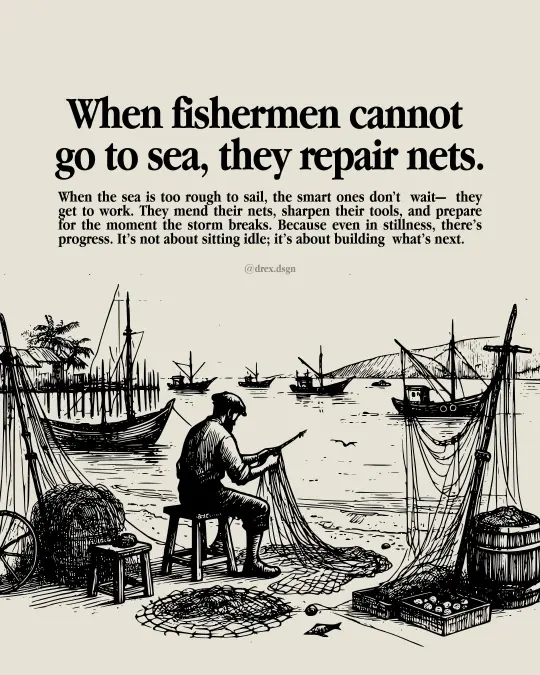 When fishermen cannot
go to sea, they repair nets.
When the sea is too rough to sail, the smart ones don't wait— they
get to work. They mend their nets, sharpen their tools, and prepare
for the moment the storm breaks. Because even in stillness, there's
progress. It's not about sitting idle; it's about building what's next.
@drex.dsgn